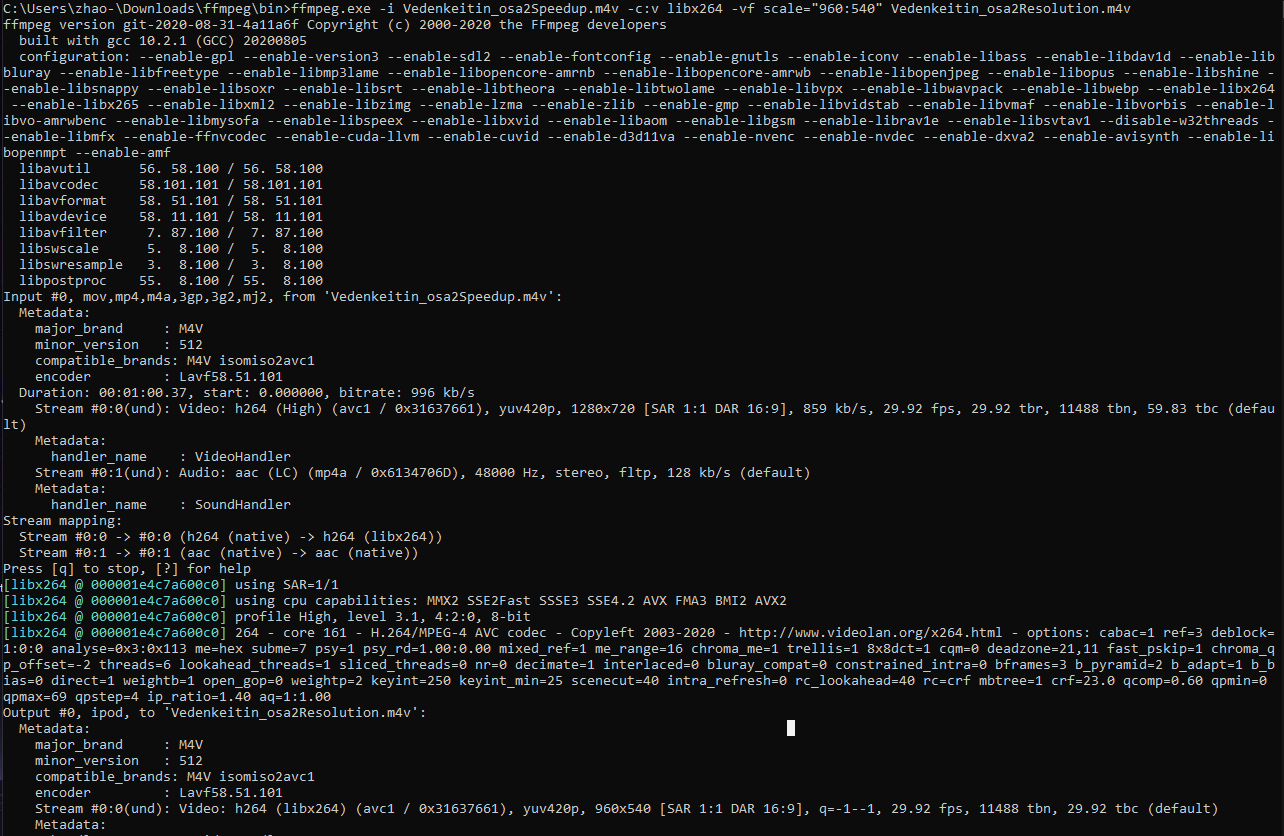 C:\Users\zhao-\Downloads\ffmpeg\bin>ffmpeg.exe -i Vedenkeitin_osa2Speedup.m4v -c:v libx264 -vf scale="960:540" Vedenkeitin_osa2Resolution.m4v
ffmpeg version git-2020-08-31-4a11a6f Copyright (c) 2000-2020 the FFmpeg developers
  built with gcc 10.2.1 (GCC) 20200805
  configuration: --enable-gpl --enable-version3 --enable-sdl2 --enable-fontconfig --enable-gnutls --enable-iconv --enable-libass --enable-libdav1d --enable-lib
bluray --enable-libfreetype --enable-libmp3lame --enable-libopencore-amrnb --enable-libopencore-amrwb --enable-libopenjpeg --enable-libopus --enable-libshine -
-enable-libsnappy --enable-libsoxr --enable-libsrt --enable-libtheora --enable-libtwolame --enable-libvpx --enable-libwavpack --enable-libwebp --enable-libx264
 --enable-libx265 --enable-libxml2 --enable-libzimg --enable-lzma --enable-zlib --enable-gmp --enable-libvidstab --enable-libvmaf --enable-libvorbis --enable-l
ibvo-amrwbenc --enable-libmysofa --enable-libspeex --enable-libxvid --enable-libaom --enable-libgsm --enable-librav1e --enable-libsvtav1 --disable-w32threads -
-enable-libmfx --enable-ffnvcodec --enable-cuda-llvm --enable-cuvid --enable-d3d11va --enable-nvenc --enable-nvdec --enable-dxva2 --enable-avisynth --enable-li
bopenmpt --enable-amf
  libavutil      56. 58.100 / 56. 58.100
  libavcodec     58.101.101 / 58.101.101
  libavformat    58. 51.101 / 58. 51.101
  libavdevice    58. 11.101 / 58. 11.101
  libavfilter     7. 87.100 /  7. 87.100
  libswscale      5.  8.100 /  5.  8.100
  libswresample   3.  8.100 /  3.  8.100
  libpostproc    55.  8.100 / 55.  8.100
Input #0, mov,mp4,m4a,3gp,3g2,mj2, from 'Vedenkeitin_osa2Speedup.m4v':
  Metadata:
    major_brand     : M4V
    minor_version   : 512
    compatible_brands: M4V isomiso2avc1
    encoder         : Lavf58.51.101
  Duration: 00:01:00.37, start: 0.000000, bitrate: 996 kb/s
    Stream #0:0(und): Video: h264 (High) (avc1 / 0x31637661), yuv420p, 1280x720 [SAR 1:1 DAR 16:9], 859 kb/s, 29.92 fps, 29.92 tbr, 11488 tbn, 59.83 tbc (defau
lt)
    Metadata:
      handler_name    : VideoHandler
    Stream #0:1(und): Audio: aac (LC) (mp4a / 0x6134706D), 48000 Hz, stereo, fltp, 128 kb/s (default)
    Metadata:
      handler_name    : SoundHandler
Stream mapping:
  Stream #0:0 -> #0:0 (h264 (native) -> h264 (libx264))
  Stream #0:1 -> #0:1 (aac (native) -> aac (native))
Press [q] to stop, [?] for help
[libx264 @ 000001e4c7a600c0] using SAR=1/1
[libx264 @ 000001e4c7a600c0] using cpu capabilities: MMX2 SSE2Fast SSSE3 SSE4.2 AVX FMA3 BMI2 AVX2
[libx264 @ 000001e4c7a600c0] profile High, level 3.1, 4:2:0, 8-bit
[libx264 @ 000001e4c7a600c0] 264 - core 161 - H.264/MPEG-4 AVC codec - Copyleft 2003-2020 - http://www.videolan.org/x264.html - options: cabac=1 ref=3 deblock=
1:0:0 analyse=0x3:0x113 me=hex subme=7 psy=1 psy_rd=1.00:0.00 mixed_ref=1 me_range=16 chroma_me=1 trellis=1 8x8dct=1 cqm=0 deadzone=21,11 fast_pskip=1 chroma_q
p_offset=-2 threads=6 lookahead_threads=1 sliced_threads=0 nr=0 decimate=1 interlaced=0 bluray_compat=0 constrained_intra=0 bframes=3 b_pyramid=2 b_adapt=1 b_b
ias=0 direct=1 weightb=1 open_gop=0 weightp=2 keyint=250 keyint_min=25 scenecut=40 intra_refresh=0 rc_lookahead=40 rc=crf mbtree=1 crf=23.0 qcomp=0.60 qpmin=0
qpmax=69 qpstep=4 ip_ratio=1.40 aq=1:1.00
Output #0, ipod, to 'Vedenkeitin_osa2Resolution.m4v':
  Metadata:
    major_brand     : M4V
    minor_version   : 512
    compatible_brands: M4V isomiso2avc1
    encoder         : Lavf58.51.101
    Stream #0:0(und): Video: h264 (libx264) (avc1 / 0x31637661), yuv420p, 960x540 [SAR 1:1 DAR 16:9], q=-1--1, 29.92 fps, 11488 tbn, 29.92 tbc (default)
    Metadata: